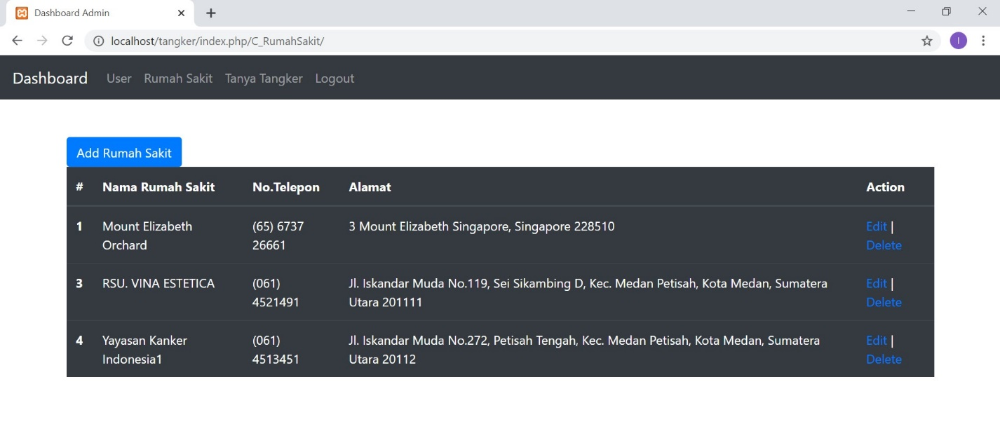 Dashboard Admin
localhost/tangker/index.php/C_RumahSakit/
I
Dashboard User Rumah Sakit Tanya Tangker Logout
Add Rumah Sakit
# Nama Rumah Sakit No.Telepon Alamat Action
1 Mount Elizabeth (65) 6737 3 Mount Elizabeth Singapore, Singapore 228510 Edit |
Orchard 26661 Delete
3 RSU. VINA ESTETICA (061) Jl. Iskandar Muda No.119, Sei Sikambing D, Kec. Medan Petisah, Kota Medan, Sumatera Edit |
4521491 Utara 201111 Delete
4 Yayasan Kanker (061) Jl. Iskandar Muda No.272, Petisah Tengah, Kec. Medan Petisah, Kota Medan, Sumatera Edit |
Indonesia1 4513451 Utara 20112 Delete